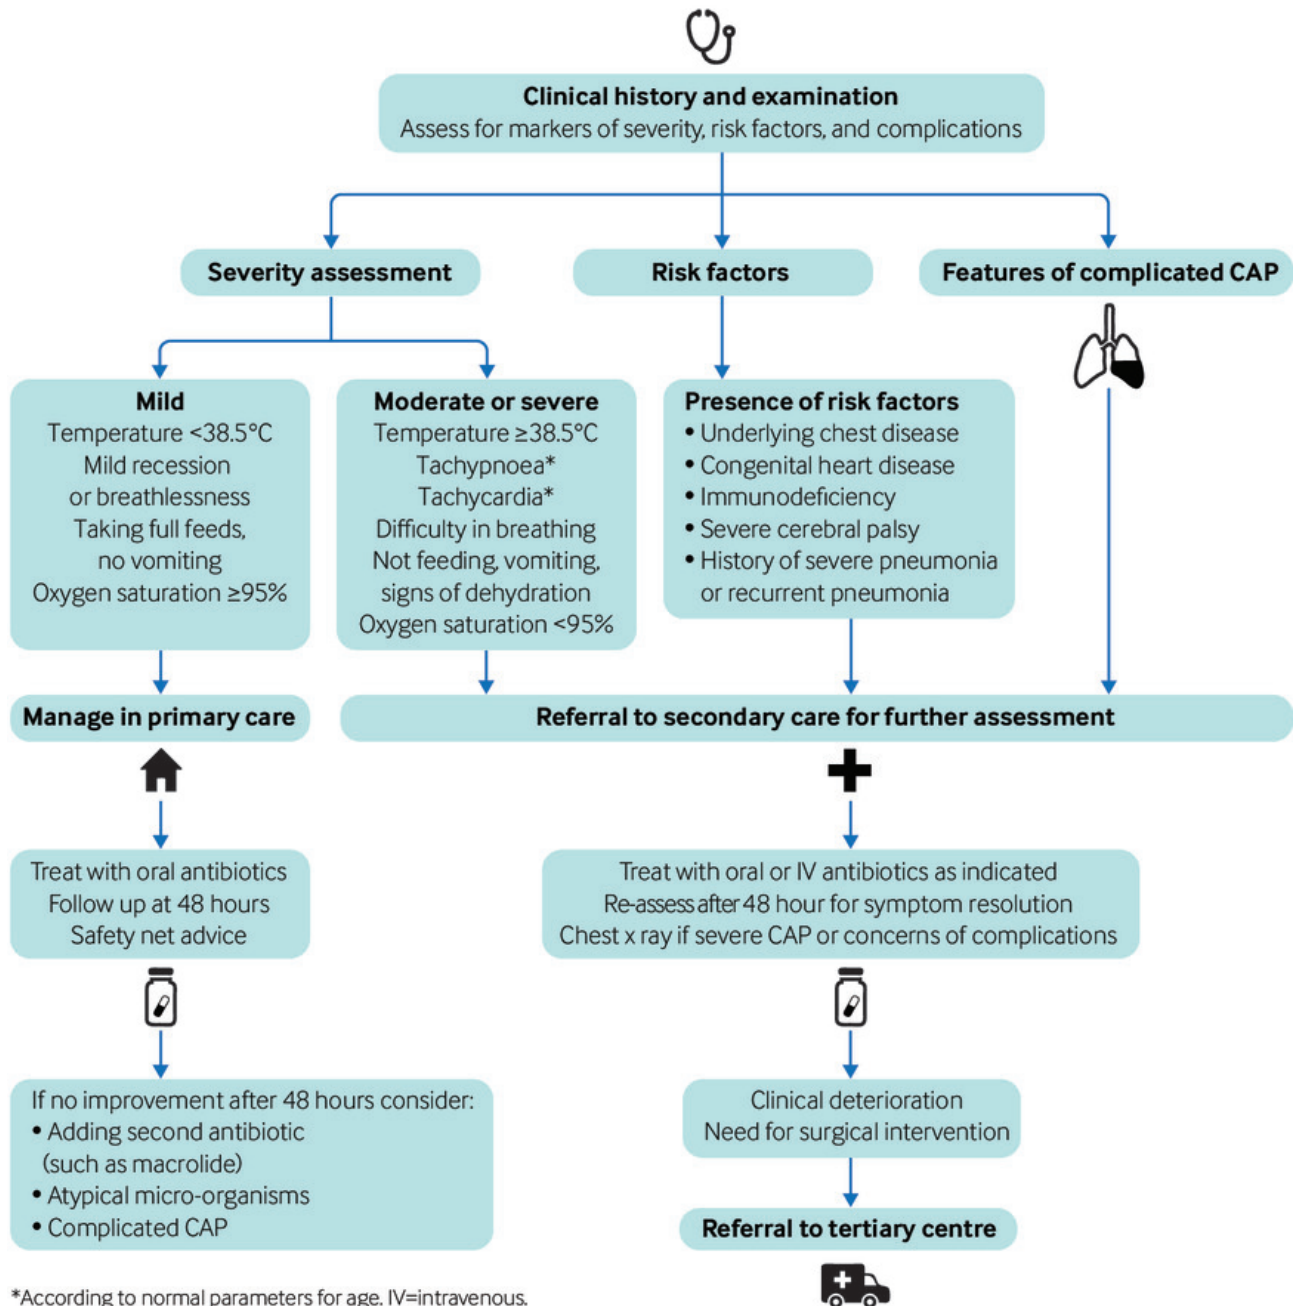 Clinical history and examination
Assess for markers of severity, risk factors, and complications
Severity assessment
Risk factors
Features of complicated CAP
Mild
Temperature <38.5°C
Mild recession
or breathlessness
Taking full feeds,
no vomiting
Oxygen saturation ≥95%
Moderate or severe
Temperature ≥38.5°C
Tachypnoea*
Tachycardia*
Difficulty in breathing
Not feeding, vomiting,
signs of dehydration
Oxygen saturation <95%
Presence of risk factors
• Underlying chest disease
• Congenital heart disease
• Immunodeficiency
• Severe cerebral palsy
• History of severe pneumonia
or recurrent pneumonia
Manage in primary care
Referral to secondary care for further assessment
Treat with oral antibiotics
Follow up at 48 hours
Safety net advice
Treat with oral or IV antibiotics as indicated
Re-assess after 48 hour for symptom resolution
Chest x ray if severe CAP or concerns of complications
If no improvement after 48 hours consider:
• Adding second antibiotic
(such as macrolide)
• Atypical micro-organisms
• Complicated CAP
Clinical deterioration
Need for surgical intervention
Referral to tertiary centre
*According to normal parameters for age. IV=intravenous.